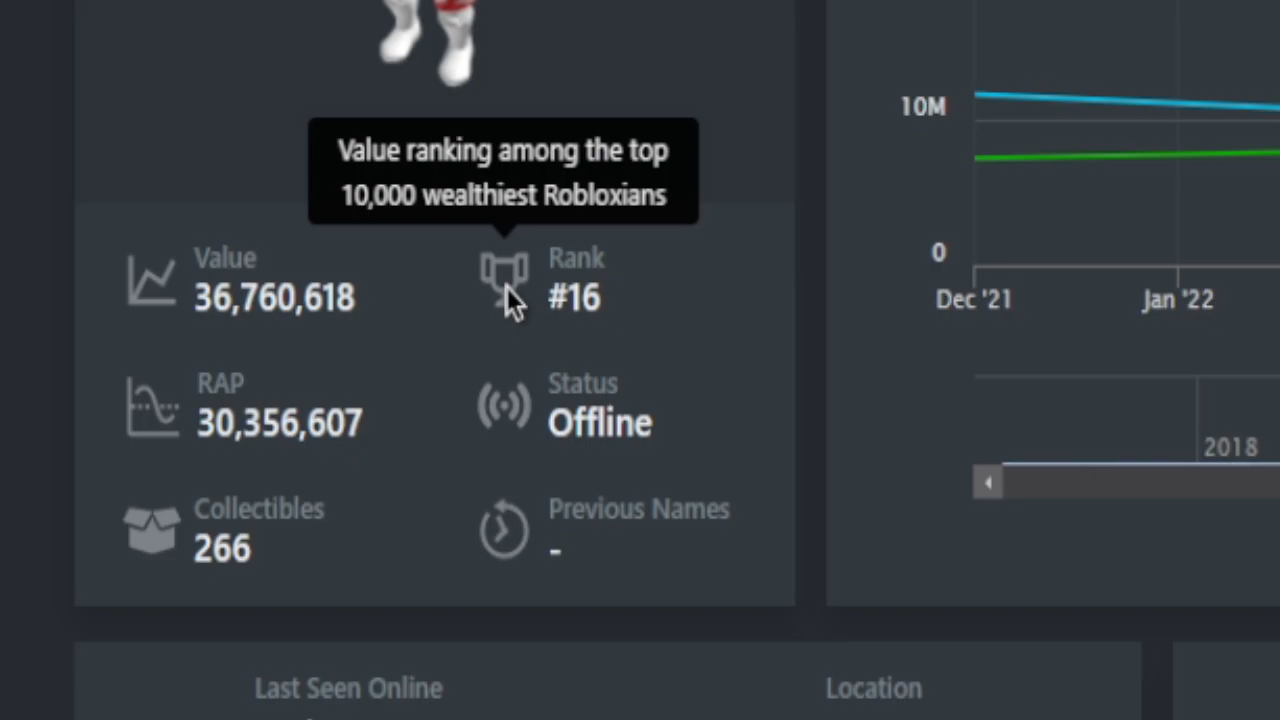 Value ranking among the top
10,000 wealthiest Robloxians
Value
36,760,618
Rank
#16
RAP
30,356,607
Status
Offline
Collectibles
266
Previous Names
-
10M
0
Dec '21
Jan '22
2018
Last Seen Online
Location